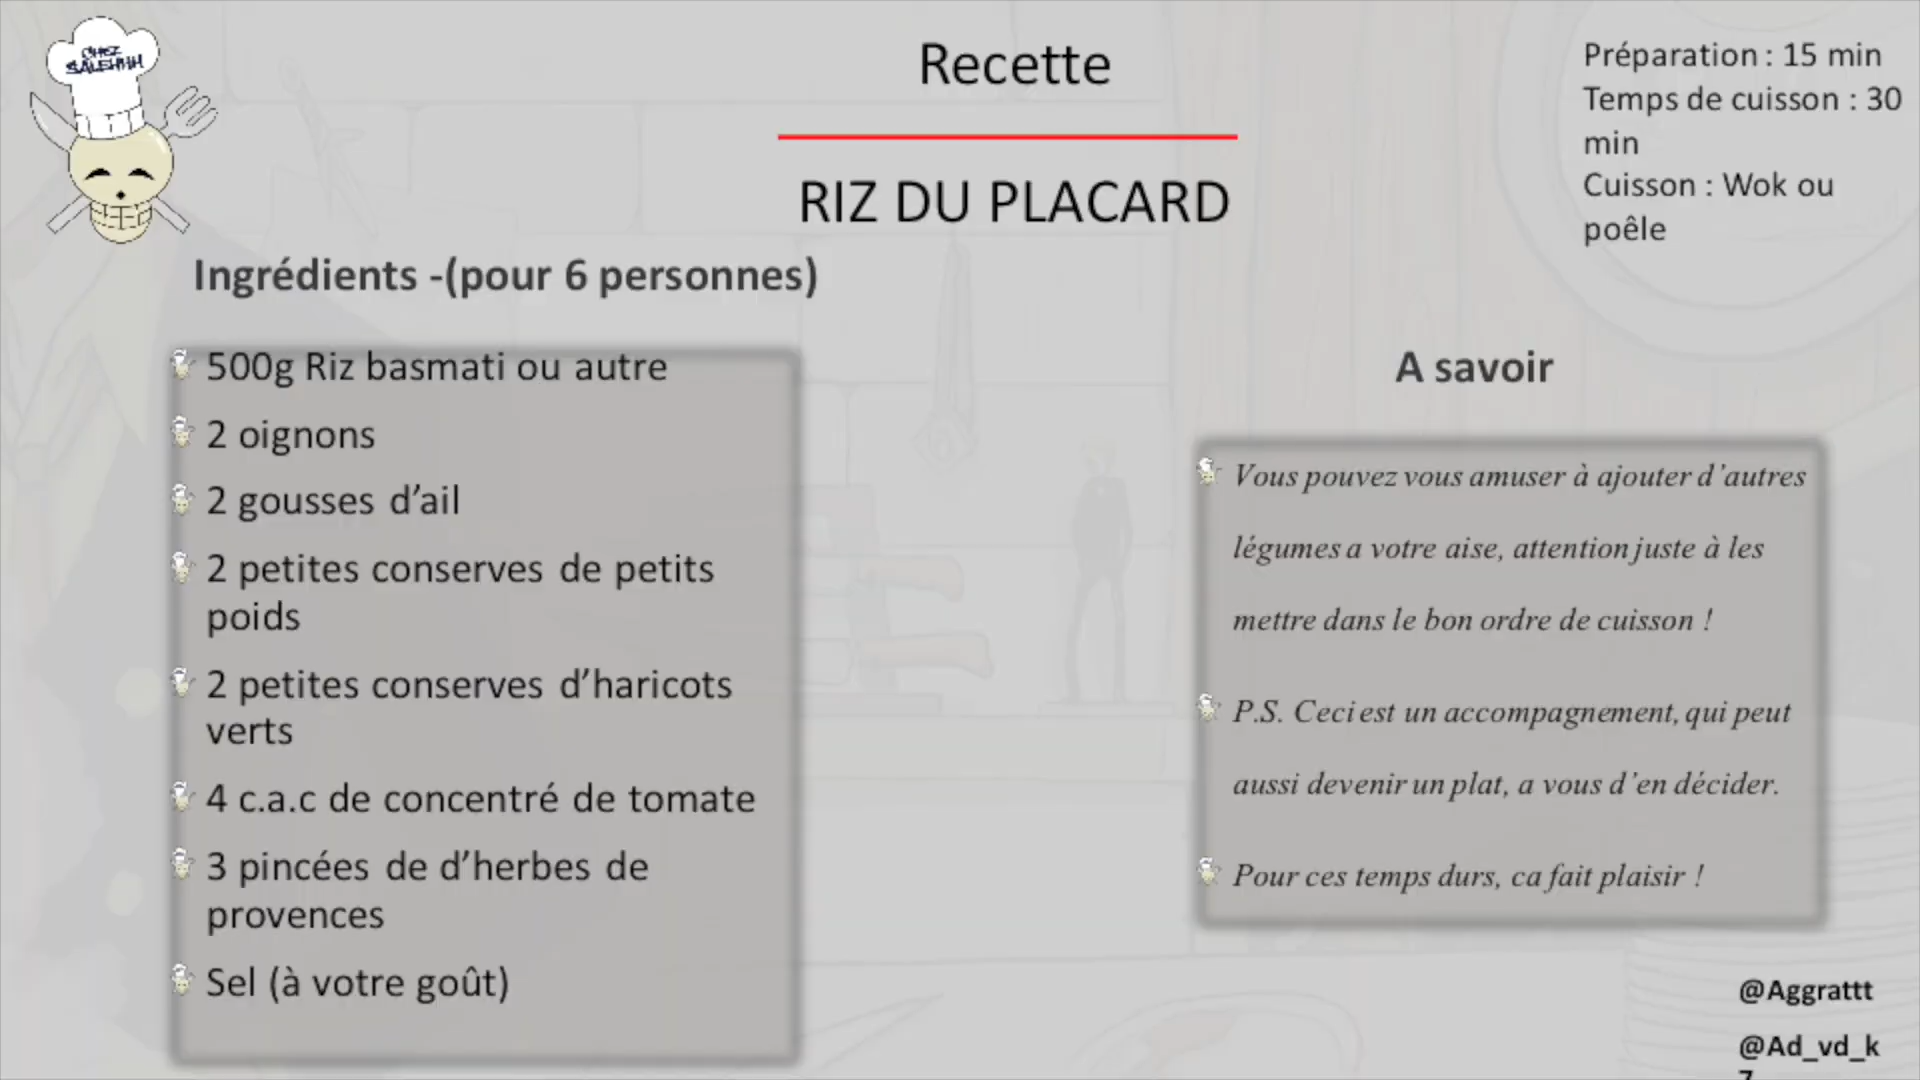 CHEZ
SALEHHH
Recette
Préparation : 15 min
Temps de cuisson : 30
min
Cuisson : Wok ou
poêle
RIZ DU PLACARD
Ingrédients -(pour 6 personnes)
500g Riz basmati ou autre
2 oignons
2 gousses d’ail
2 petites conserves de petits
poids
2 petites conserves d’haricots
verts
4 c.a.c de concentré de tomate
3 pincées de d’herbes de
provences
Sel (à votre goût)
A savoir
Vous pouvez vous amuser à ajouter d’autres
légumes a votre aise, attention juste à les
mettre dans le bon ordre de cuisson !
P.S. Ceci est un accompagnement, qui peut
aussi devenir un plat, a vous d’en décider.
Pour ces temps durs, ca fait plaisir !
@Aggrattt
@Ad_vd_k